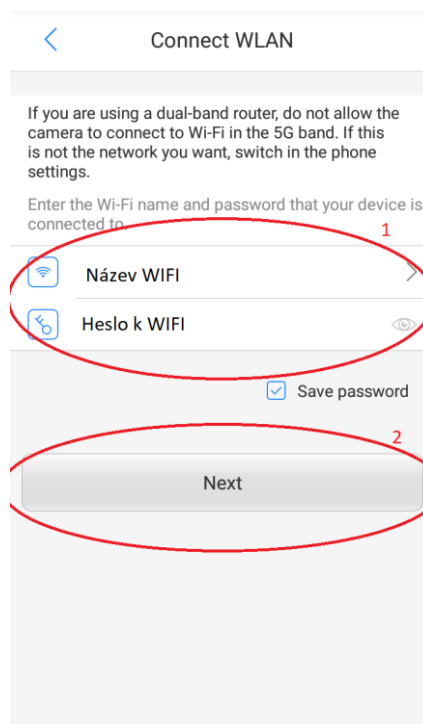 Connect WLAN
If you are using a dual-band router, do not allow the
camera to connect to Wi-Fi in the 5G band. If this
is not the network you want, switch in the phone
settings.
Enter the Wi-Fi name and password that your device is
connected to.
1
Název WIFI
Heslo k WIFI
Save password
2
Next